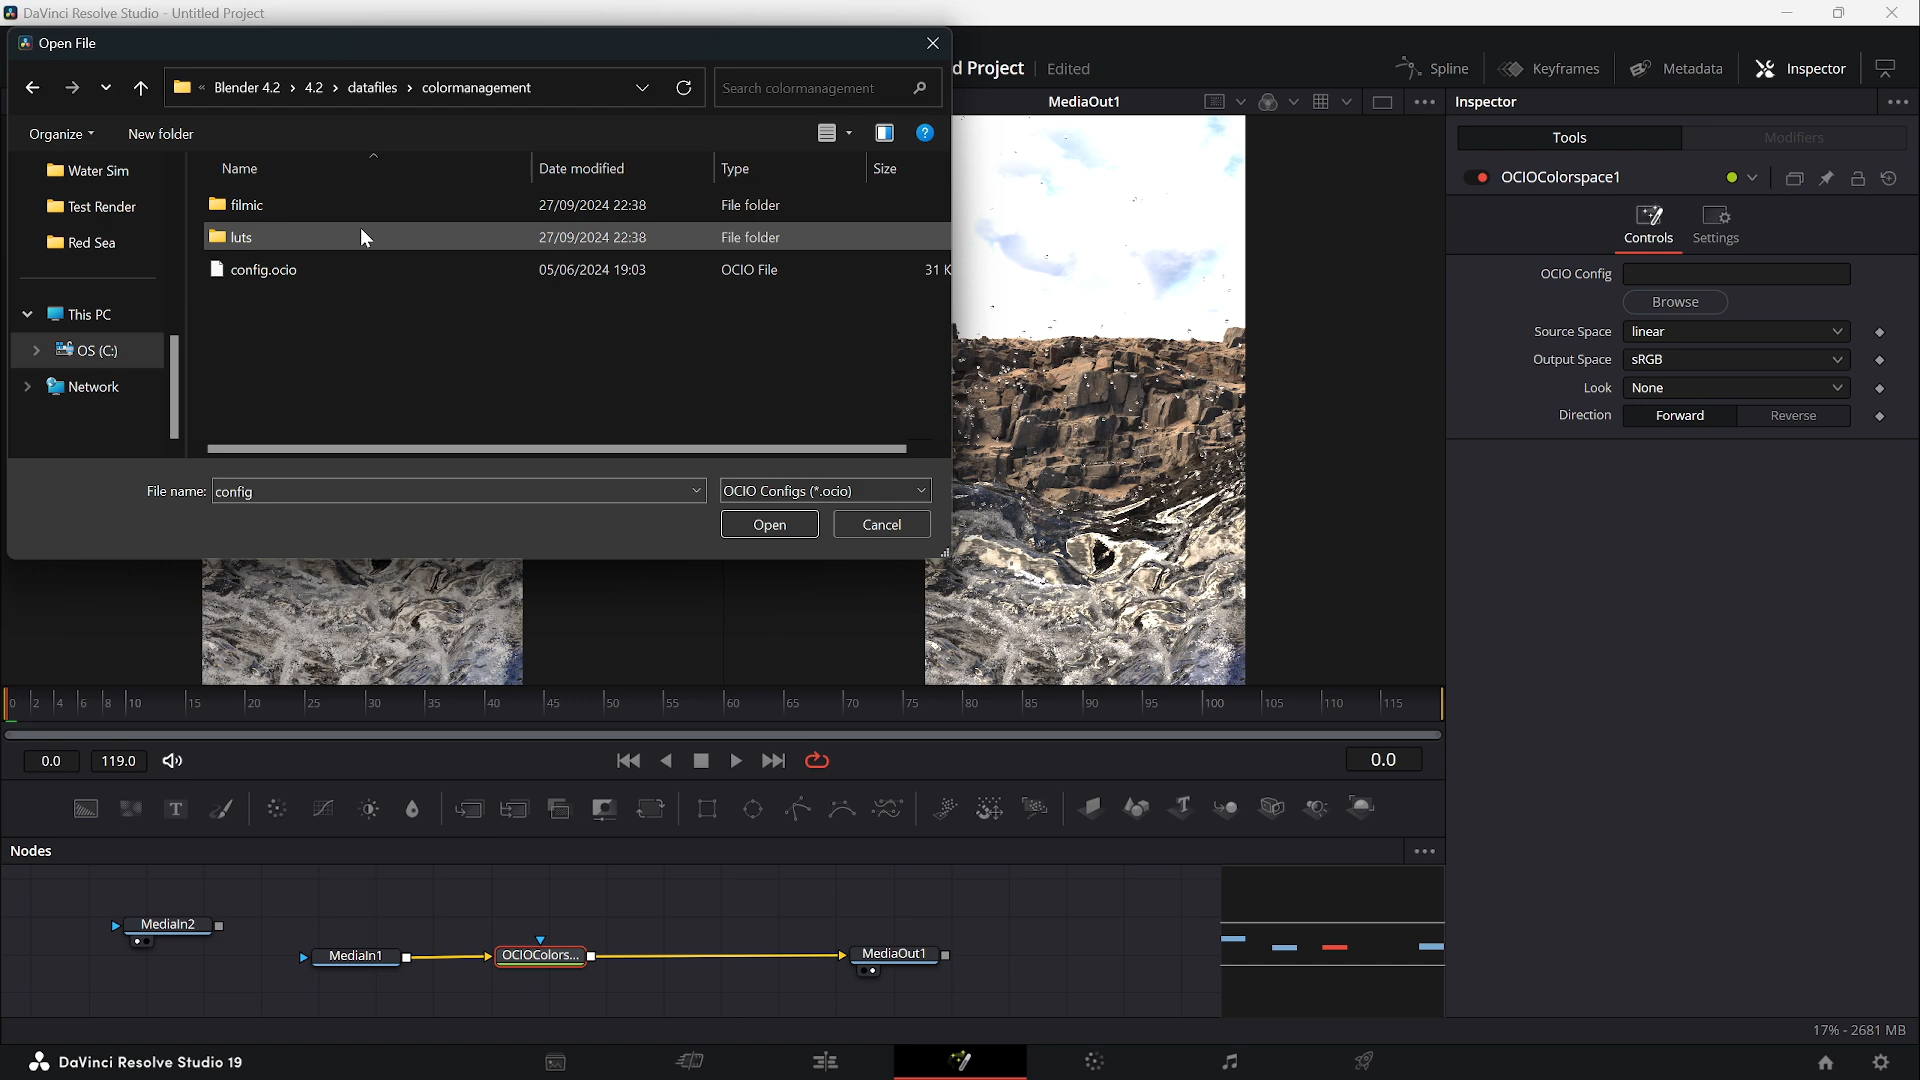 DaVinci Resolve Studio - Untitled Project
Open File
d Project
Edited
Spline
Keyframes
Metadata
Inspector
« Blender 4.2 › 4.2 › datafiles › colormanagement
Search colormanagement
MediaOut1
Inspector
Organize
New folder
Tools
Modifiers
Name
Date modified
Type
Size
Water Sim
OCIOColorspace1
filmic
27/09/2024 22:38
File folder
Test Render
luts
27/09/2024 22:38
File folder
Red Sea
Controls
Settings
config.ocio
05/06/2024 19:03
OCIO File
31 K
OCIO Config
Browse
This PC
Source Space
linear
OS (C:)
Output Space
sRGB
Network
Look
None
Direction
Forward
Reverse
File name:
config
OCIO Configs (*.ocio)
Open
Cancel
0 2 4 6 8 10 15 20 25 30 35 40 45 50 55 60 65 70 75 80 85 90 95 100 105 110 115
0.0
119.0
0.0
Nodes
MediaIn2
MediaIn1
OCIOColors...
MediaOut1
17% - 2681 MB
DaVinci Resolve Studio 19